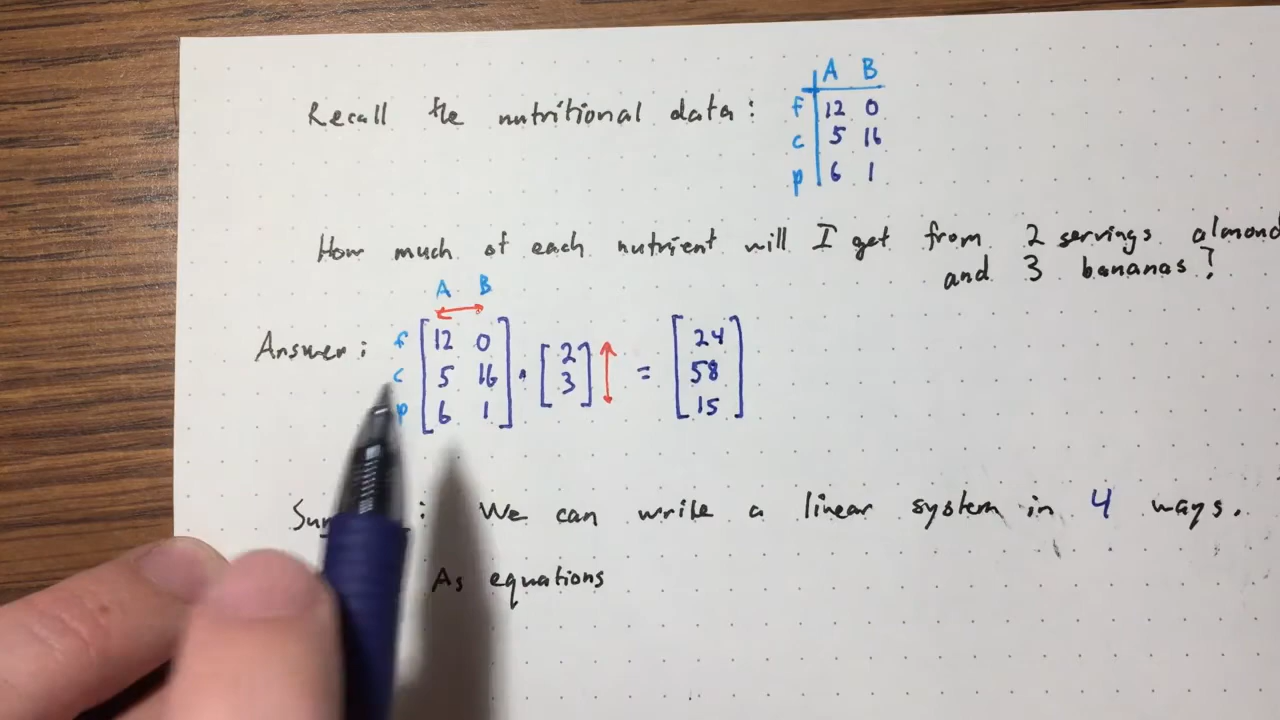 A B
Recall the nutritional data: f 12 0
c 5 16
p 6 1
How much of each nutrient will I get from 2 servings almond
and 3 bananas?
A B
Answer: f [12 0
c 5 16
p 6 1] · [2
3] = [24
58
15]
: We can write a linear system in 4 ways.
As equations